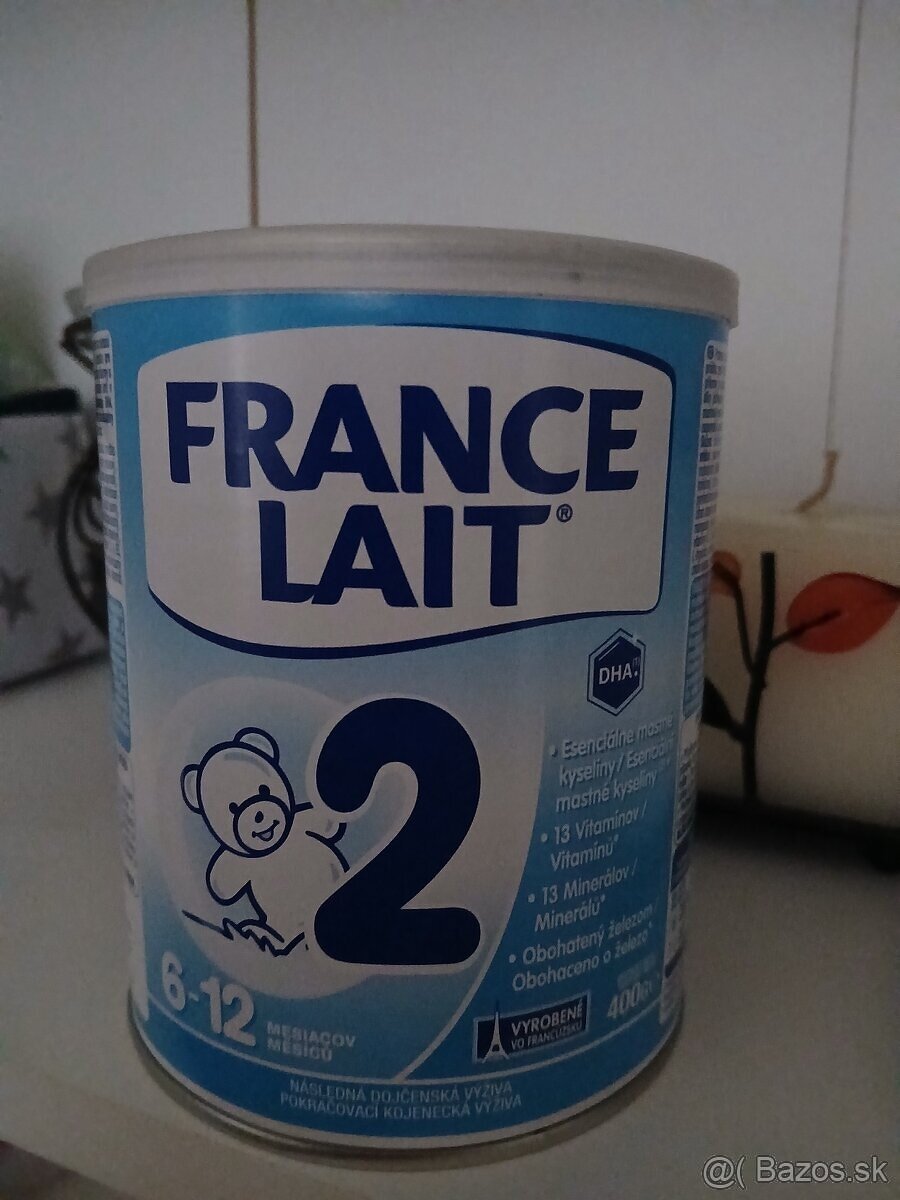 FRANCE
LAIT®
DHA
2
• Esenciálne mastné
kyseliny / Esenciální
mastné kyseliny
• 13 Vitamínov /
Vitamínů*
• 13 Minerálov /
Minerálů*
• Obohatený železom /
Obohaceno o železo*
6-12
MESIACOV
MĚSÍCŮ
400g
VYROBENÉ
VO FRANCÚZSKU
NÁSLEDNÁ DOJČENSKÁ VÝŽIVA
POKRAČOVACÍ KOJENECKÁ VÝŽIVA
@( Bazos.sk